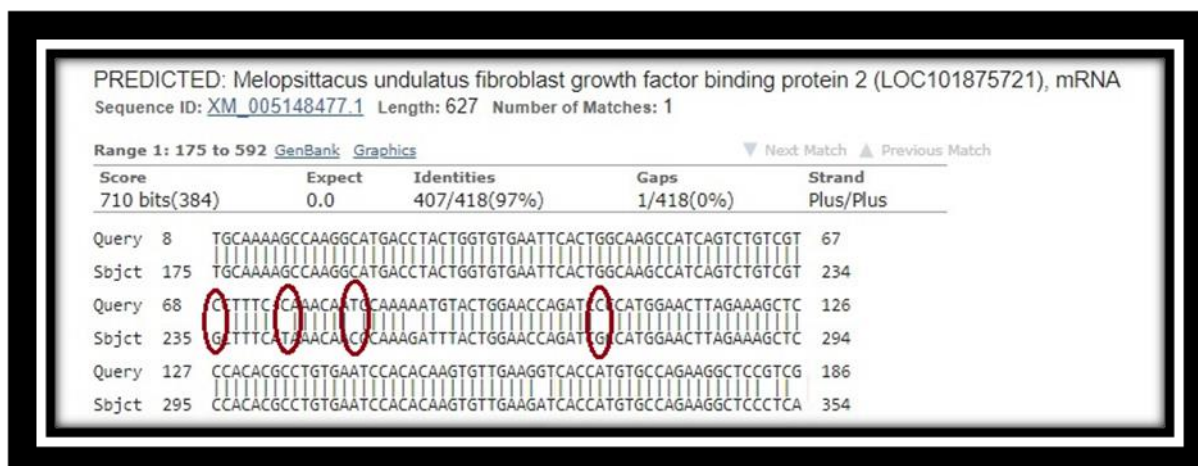 PREDICTED: Melopsittacus undulatus fibroblast growth factor binding protein 2 (LOC101875721), mRNA
Sequence ID: XM_005148477.1 Length: 627 Number of Matches: 1
Range 1: 175 to 592 GenBank Graphics ▼ Next Match ▲ Previous Match
Score Expect Identities Gaps Strand
710 bits(384) 0.0 407/418(97%) 1/418(0%) Plus/Plus
Query 8 TGCAAAAGCCAAGGCATGACCTACTGGTGTGAATTCACTGGCAAGCCATCAGTCTGTCGT 67
Sbjct 175 TGCAAAAGCCAAGGCATGACCTACTGGTGTGAATTCACTGGCAAGCCATCAGTCTGTCGT 234
Query 68 126
Sbjct 235 294
Query 127 CCACACGCCTGTGAATCCACACAAGTGTTGAAGGTCACCATGTGCCAGAAGGCTCCGTCG 186
Sbjct 295 CCACACGCCTGTGAATCCACACAAGTGTTGAAGATCACCATGTGCCAGAAGGCTCCCTCA 354